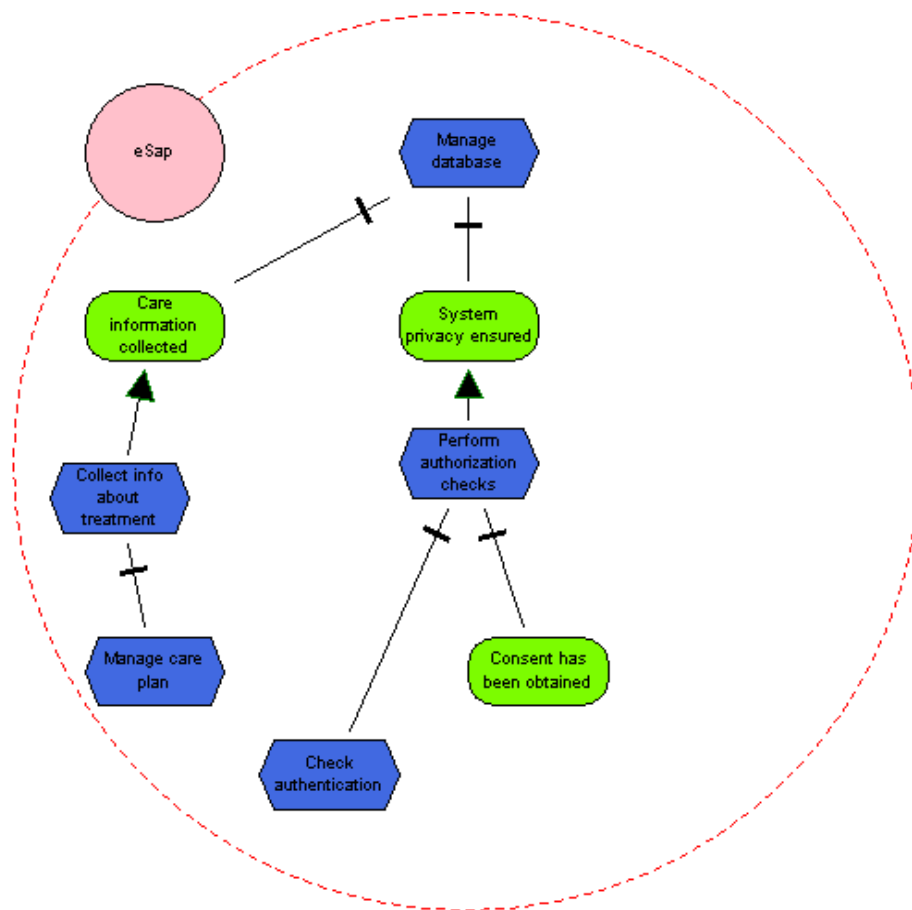 eSap
Manage
database
Care
information
collected
System
privacy ensured
Perform
authorization
checks
Collect info
about
treatment
Manage care
plan
Consent has
been obtained
Check
authentication